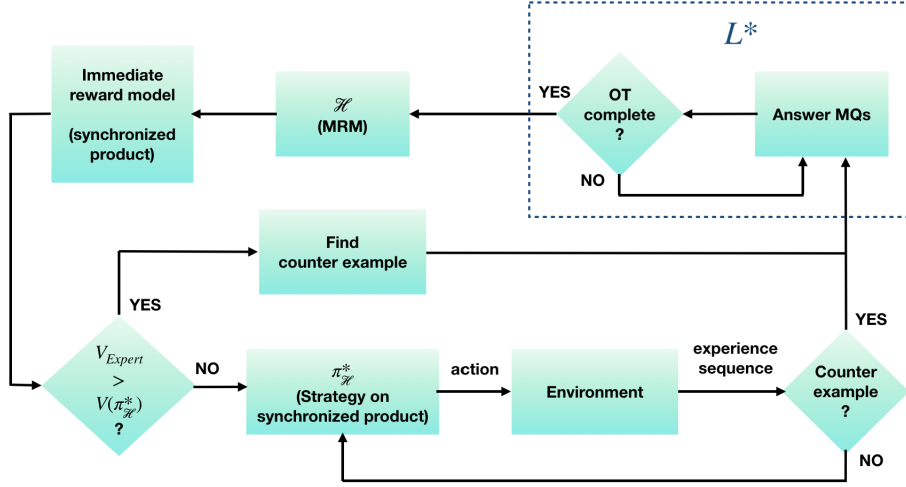 L*
Immediate
reward model
(synchronized
product)
ℋ
(MRM)
YES
OT
complete
?
Answer MQs
NO
Find
counter example
YES
V_Expert
>
V(π*_ℋ)
?
NO
π*_ℋ
(Strategy on
synchronized product)
action
Environment
experience
sequence
YES
Counter
example
?
NO